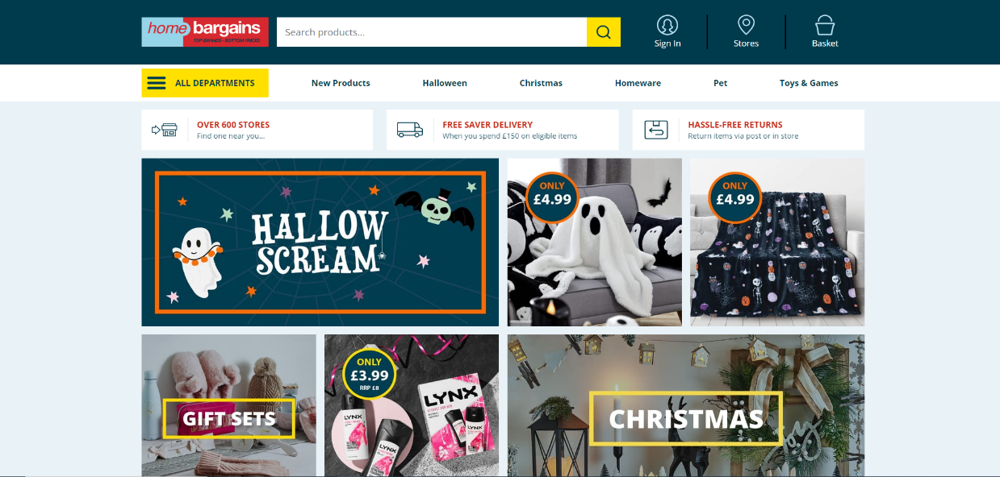 home bargains
TOP-BRANDS - BOTTOM PRICES
Search products...
Sign In
Stores
Basket
ALL DEPARTMENTS
New Products
Halloween
Christmas
Homeware
Pet
Toys & Games
OVER 600 STORES
Find one near you...
FREE SAVER DELIVERY
When you spend £150 on eligible items
HASSLE-FREE RETURNS
Return items via post or in store
HALLOW
SCREAM
ONLY
£4.99
ONLY
£4.99
GIFT SETS
ONLY
£3.99
RRP £8
LYNX
LYNX
LYNX
CHRISTMAS